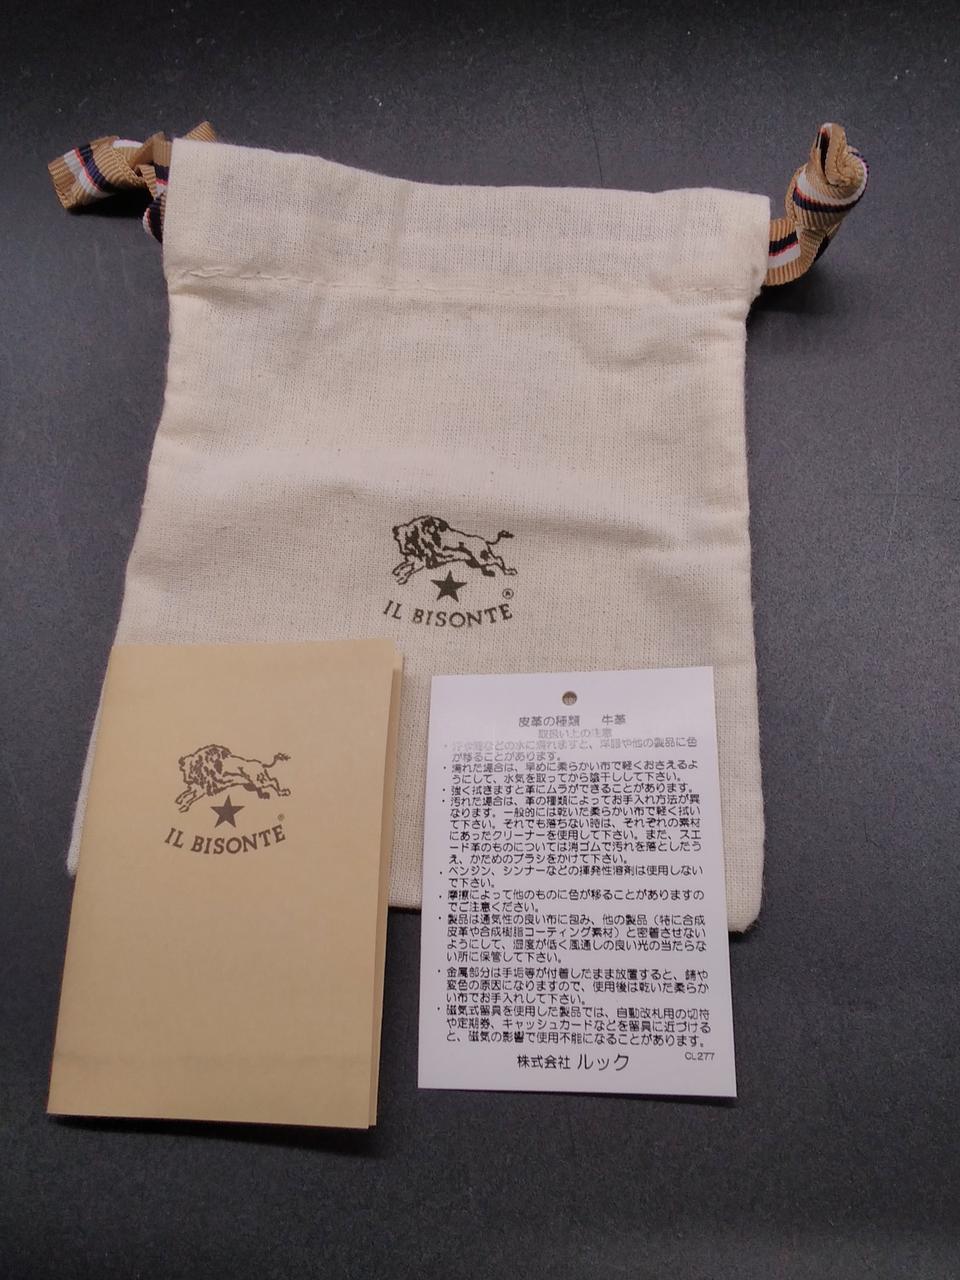 IL BISONTE
®
IL BISONTE
®
皮革の種類 牛革
取扱い上の注意
・汗や雨などの水に濡れますと、洋服や他の製品に色
が移ることがあります。
・濡れた場合は、早めに柔らかい布で軽くおさえるよ
うにして、水気を取ってから陰干しして下さい。
・強く拭きますと革にムラができることがあります。
・汚れた場合は、革の種類によってお手入れ方法が異
なります。一般的には乾いた柔らかい布で軽く拭い
て下さい。それでも落ちない時は、それぞれの素材
にあったクリーナーを使用して下さい。また、スエ
ード革のものについては消ゴムで汚れを落としたう
え、かためのブラシをかけて下さい。
・ベンジン、シンナーなどの揮発性溶剤は使用しない
で下さい。
・摩擦によって他のものに色が移ることがありますの
でご注意ください。
・製品は通気性の良い布に包み、他の製品（特に合成
皮革や合成樹脂コーティング素材）と密着させない
ようにして、湿度が低く風通しの良い光の当たらな
い所に保管して下さい。
・金属部分は手垢等が付着したまま放置すると、錆や
変色の原因になりますので、使用後は乾いた柔らか
い布でお手入れして下さい。
・磁気式留具を使用した製品では、自動改札用の切符
や定期券、キャッシュカードなどを留具に近づける
と、磁気の影響で使用不能になることがあります。
株式会社 ルック
CL277